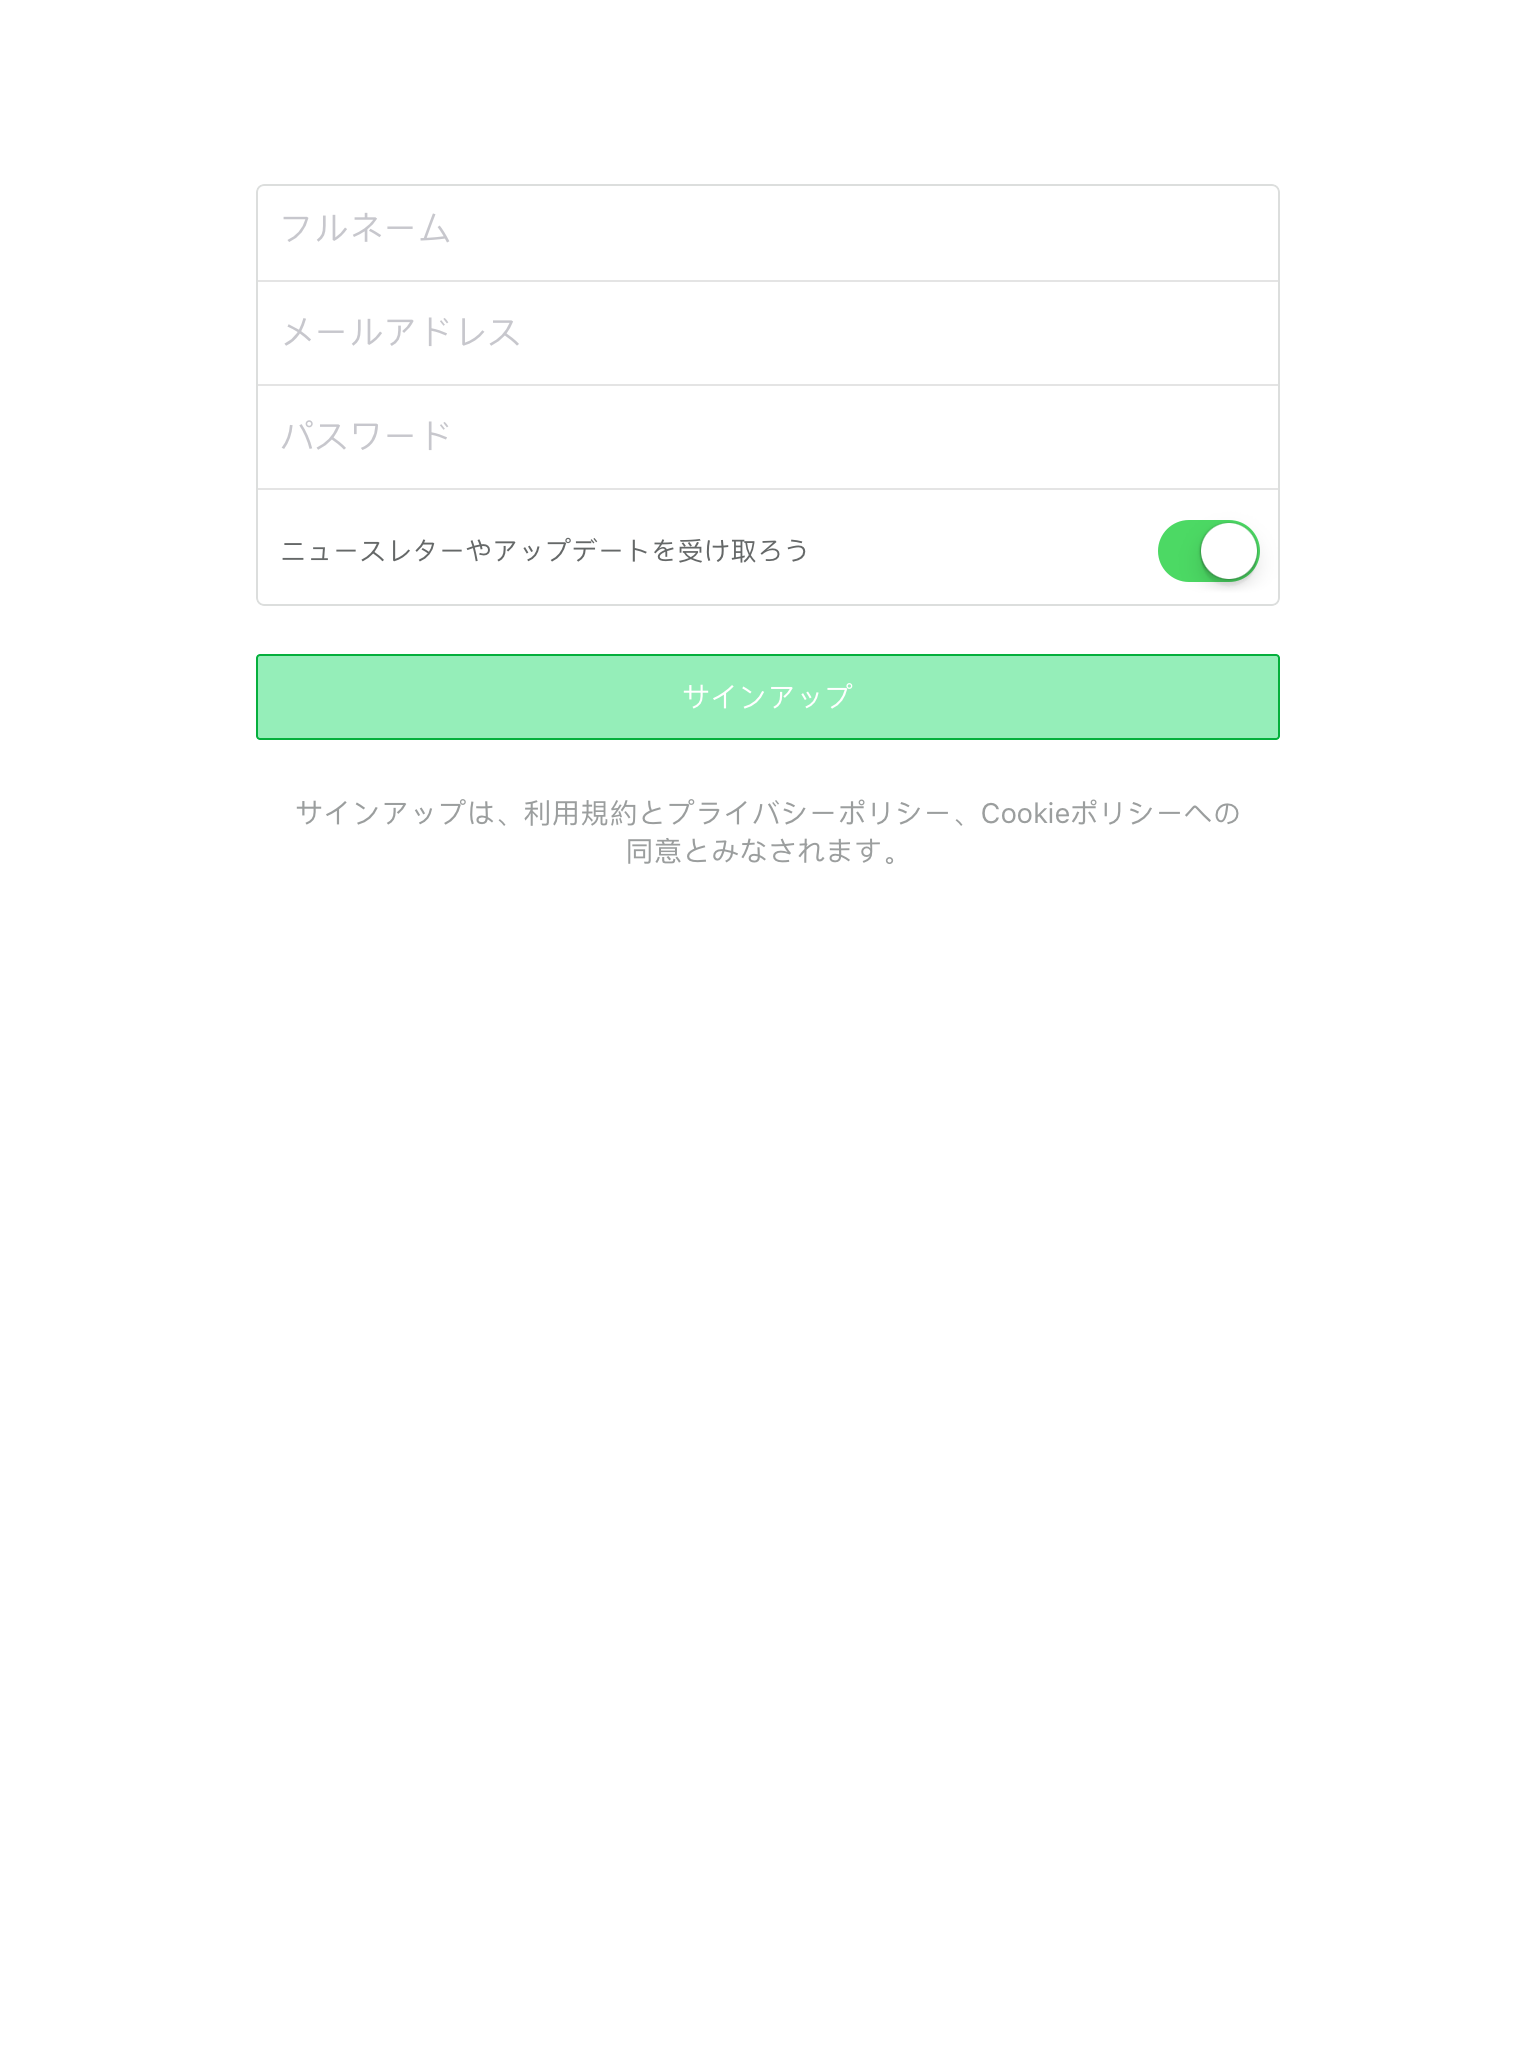 フルネーム
メールアドレス
パスワード
ニュースレターやアップデートを受け取ろう
サインアップ
サインアップは、利用規約とプライバシーポリシー、Cookieポリシーへの
同意とみなされます。